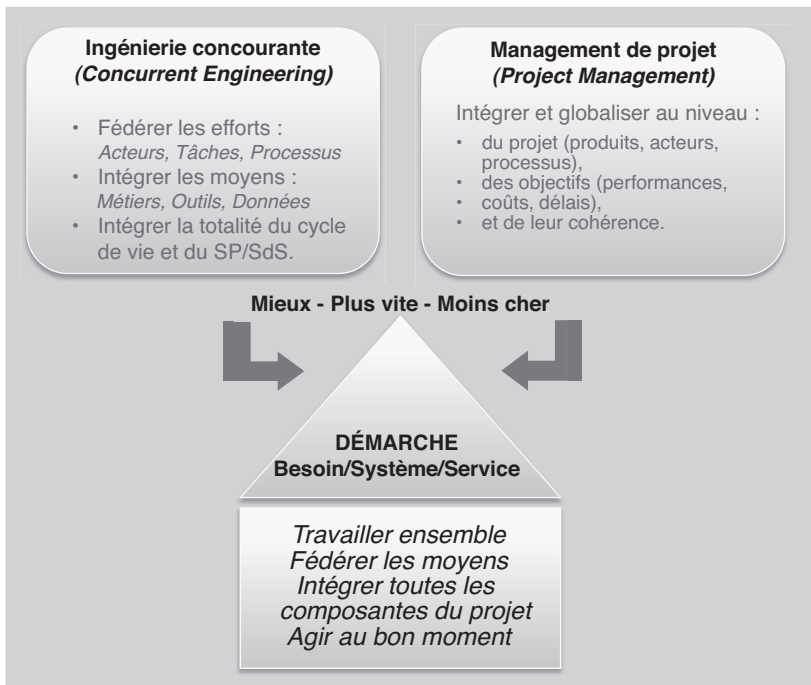 Ingénierie concourante
(Concurrent Engineering)
• Fédérer les efforts :
Acteurs, Tâches, Processus
• Intégrer les moyens :
Métiers, Outils, Données
• Intégrer la totalité du cycle
de vie et du SP/SdS.
Management de projet
(Project Management)
Intégrer et globaliser au niveau :
• du projet (produits, acteurs,
processus),
• des objectifs (performances,
• coûts, délais),
• et de leur cohérence.
Mieux - Plus vite - Moins cher
DÉMARCHE
Besoin/Système/Service
Travailler ensemble
Fédérer les moyens
Intégrer toutes les
composantes du projet
Agir au bon moment